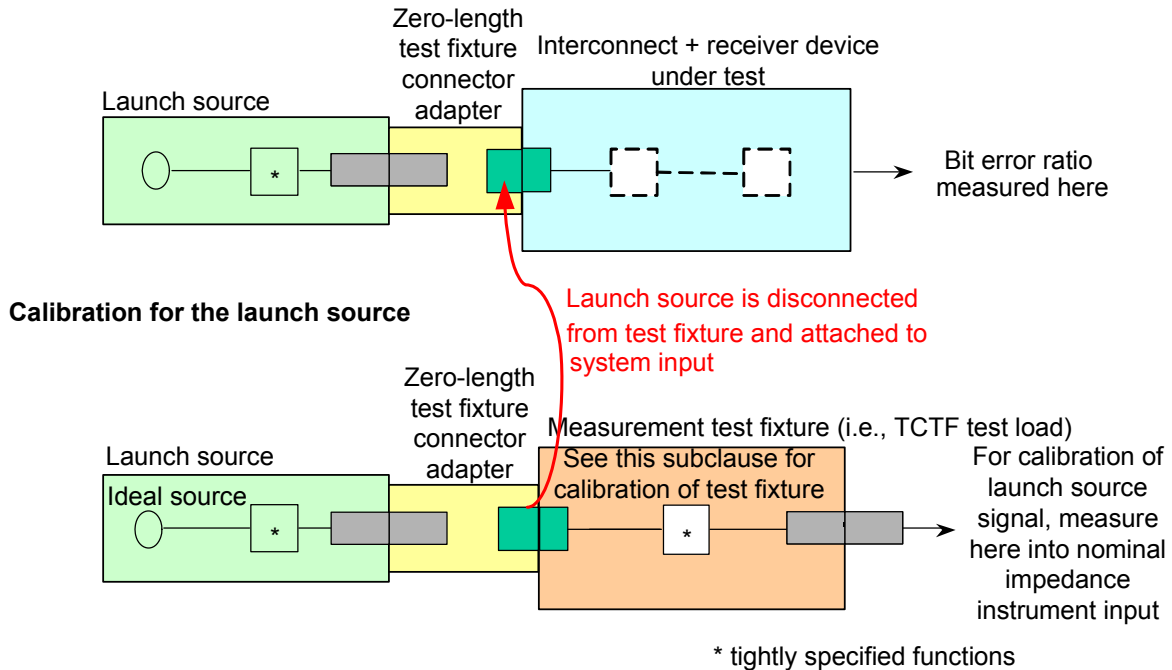 Zero-length
test fixture
connector
adapter
Interconnect + receiver device
under test
Launch source
*
Bit error ratio
measured here
Calibration for the launch source
Launch source is disconnected
from test fixture and attached to
system input
Zero-length
test fixture
connector
adapter
Measurement test fixture (i.e., TCTF test load)
Launch source
See this subclause for
calibration of test fixture
Ideal source
*
*
For calibration of
launch source
signal, measure
here into nominal
impedance
instrument input
* tightly specified functions